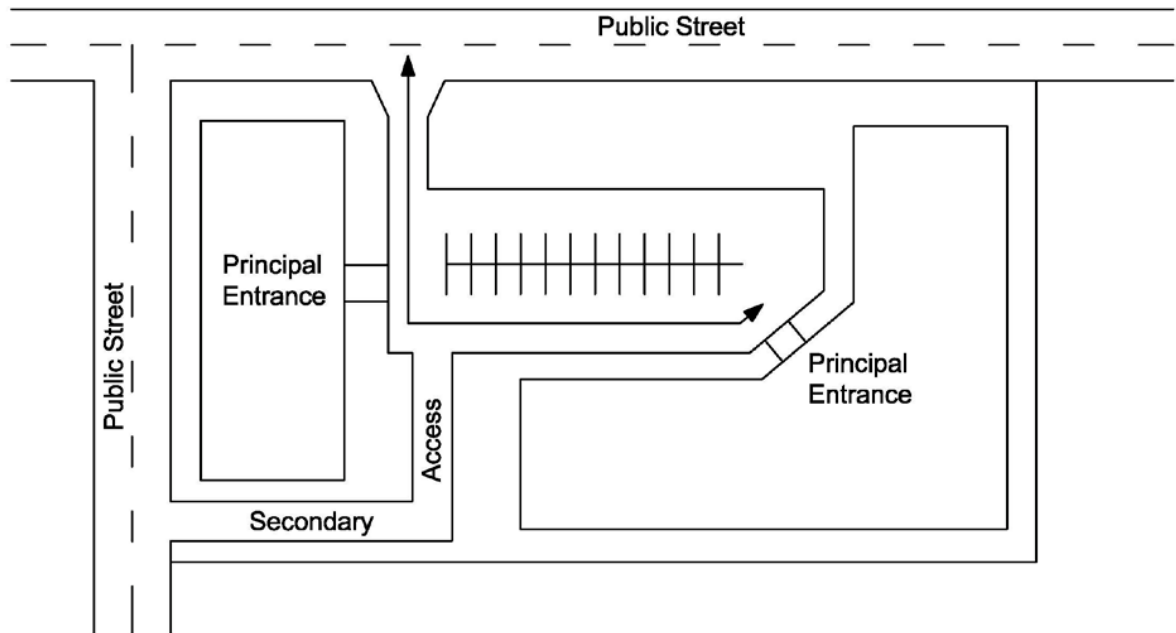 Public Street
Principal
Entrance
Public Street
Principal
Entrance
Access
Secondary